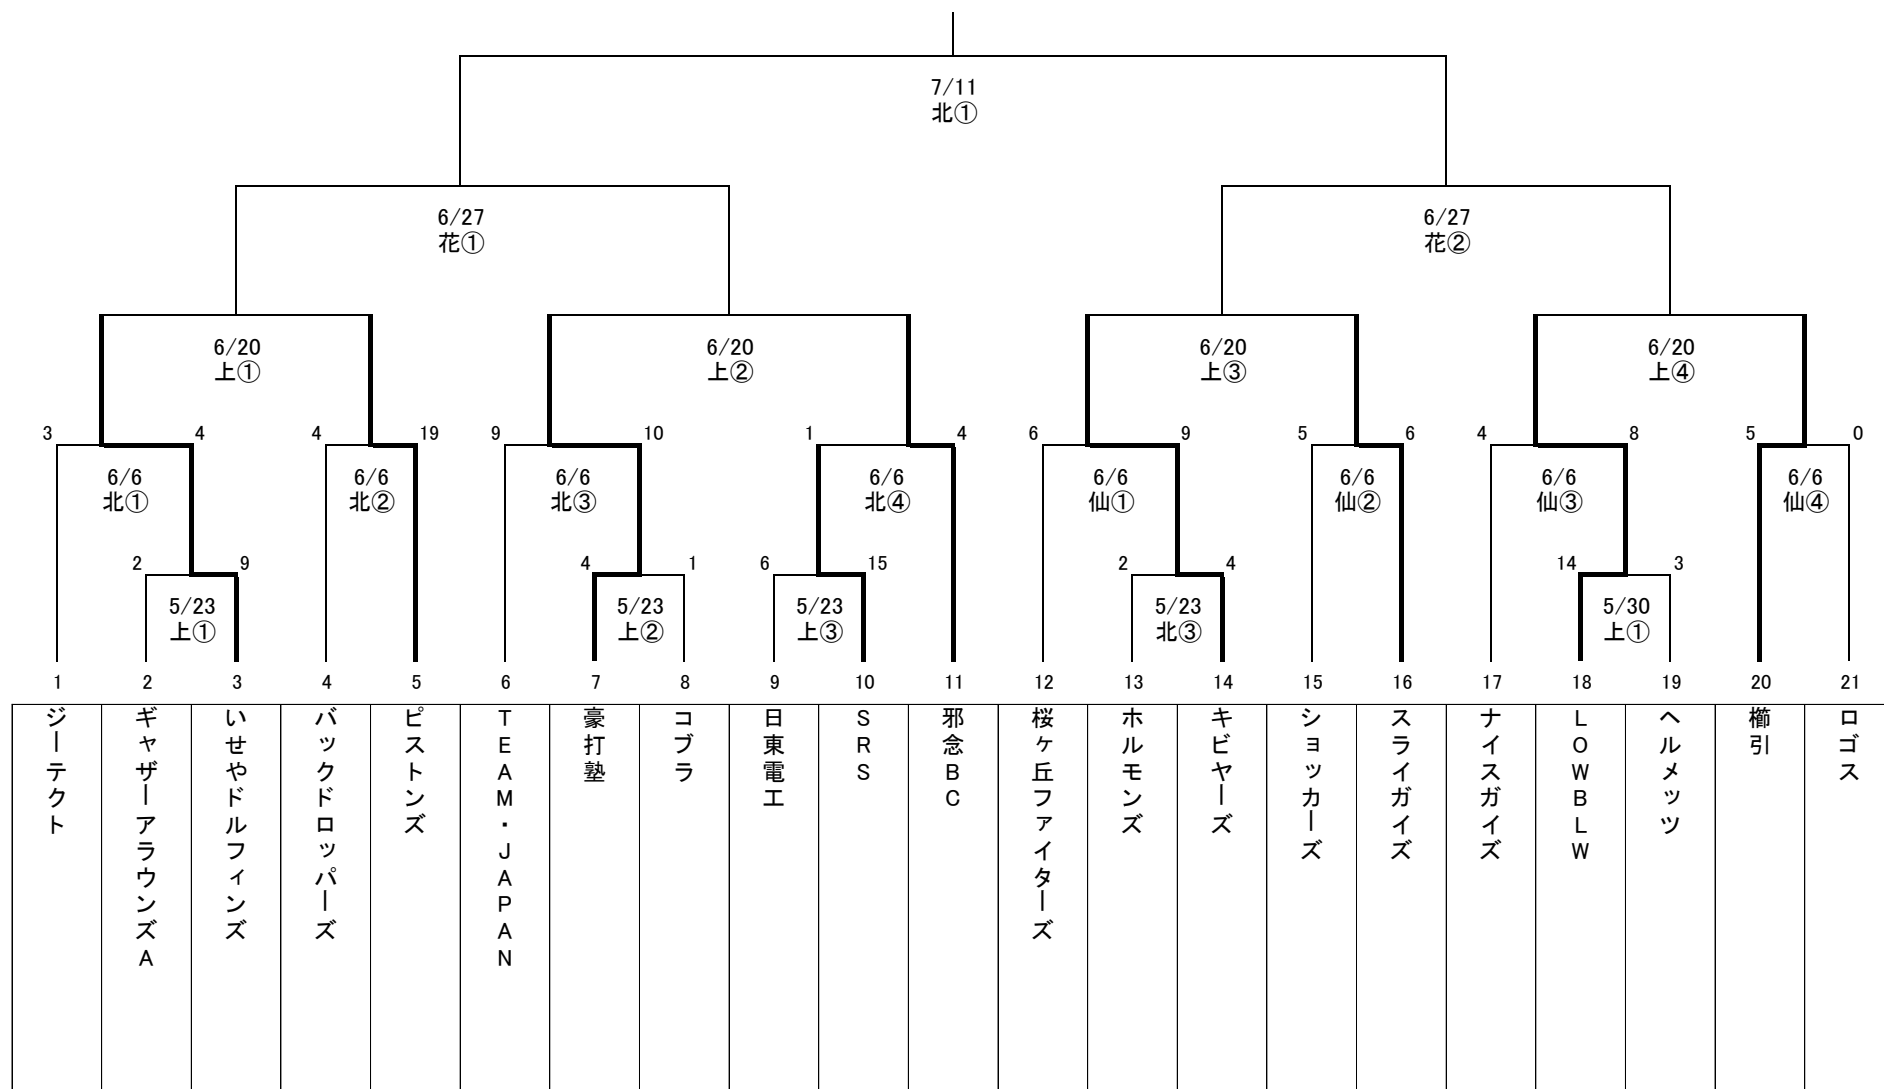 7/11
北①
6/27
花①
6/27
花②
6/20
上①
6/20
上②
6/20
上③
6/20
上④
3 4 4 19 9 10 1 4 6 9 5 6 4 8 5 0
6/6
北①
6/6
北②
6/6
北③
6/6
北④
6/6
仙①
6/6
仙②
6/6
仙③
6/6
仙④
2 9 4 1 6 15 2 4 14 3
5/23
上①
5/23
上②
5/23
上③
5/23
北③
5/30
上①
1 2 3 4 5 6 7 8 9 10 11 12 13 14 15 16 17 18 19 20 21
ジーテクト
ギャザーアラウンズA
いせやドルフィンズ
バックドロッパーズ
ピストンズ
TEAM・JAPAN
豪打塾
コブラ
日東電工
SRS
邪念BC
桜ヶ丘ファイターズ
ホルモンズ
キビヤーズ
ショッカーズ
スライガイズ
ナイスガイズ
LOWBLW
ヘルメッツ
櫛引
ロゴス